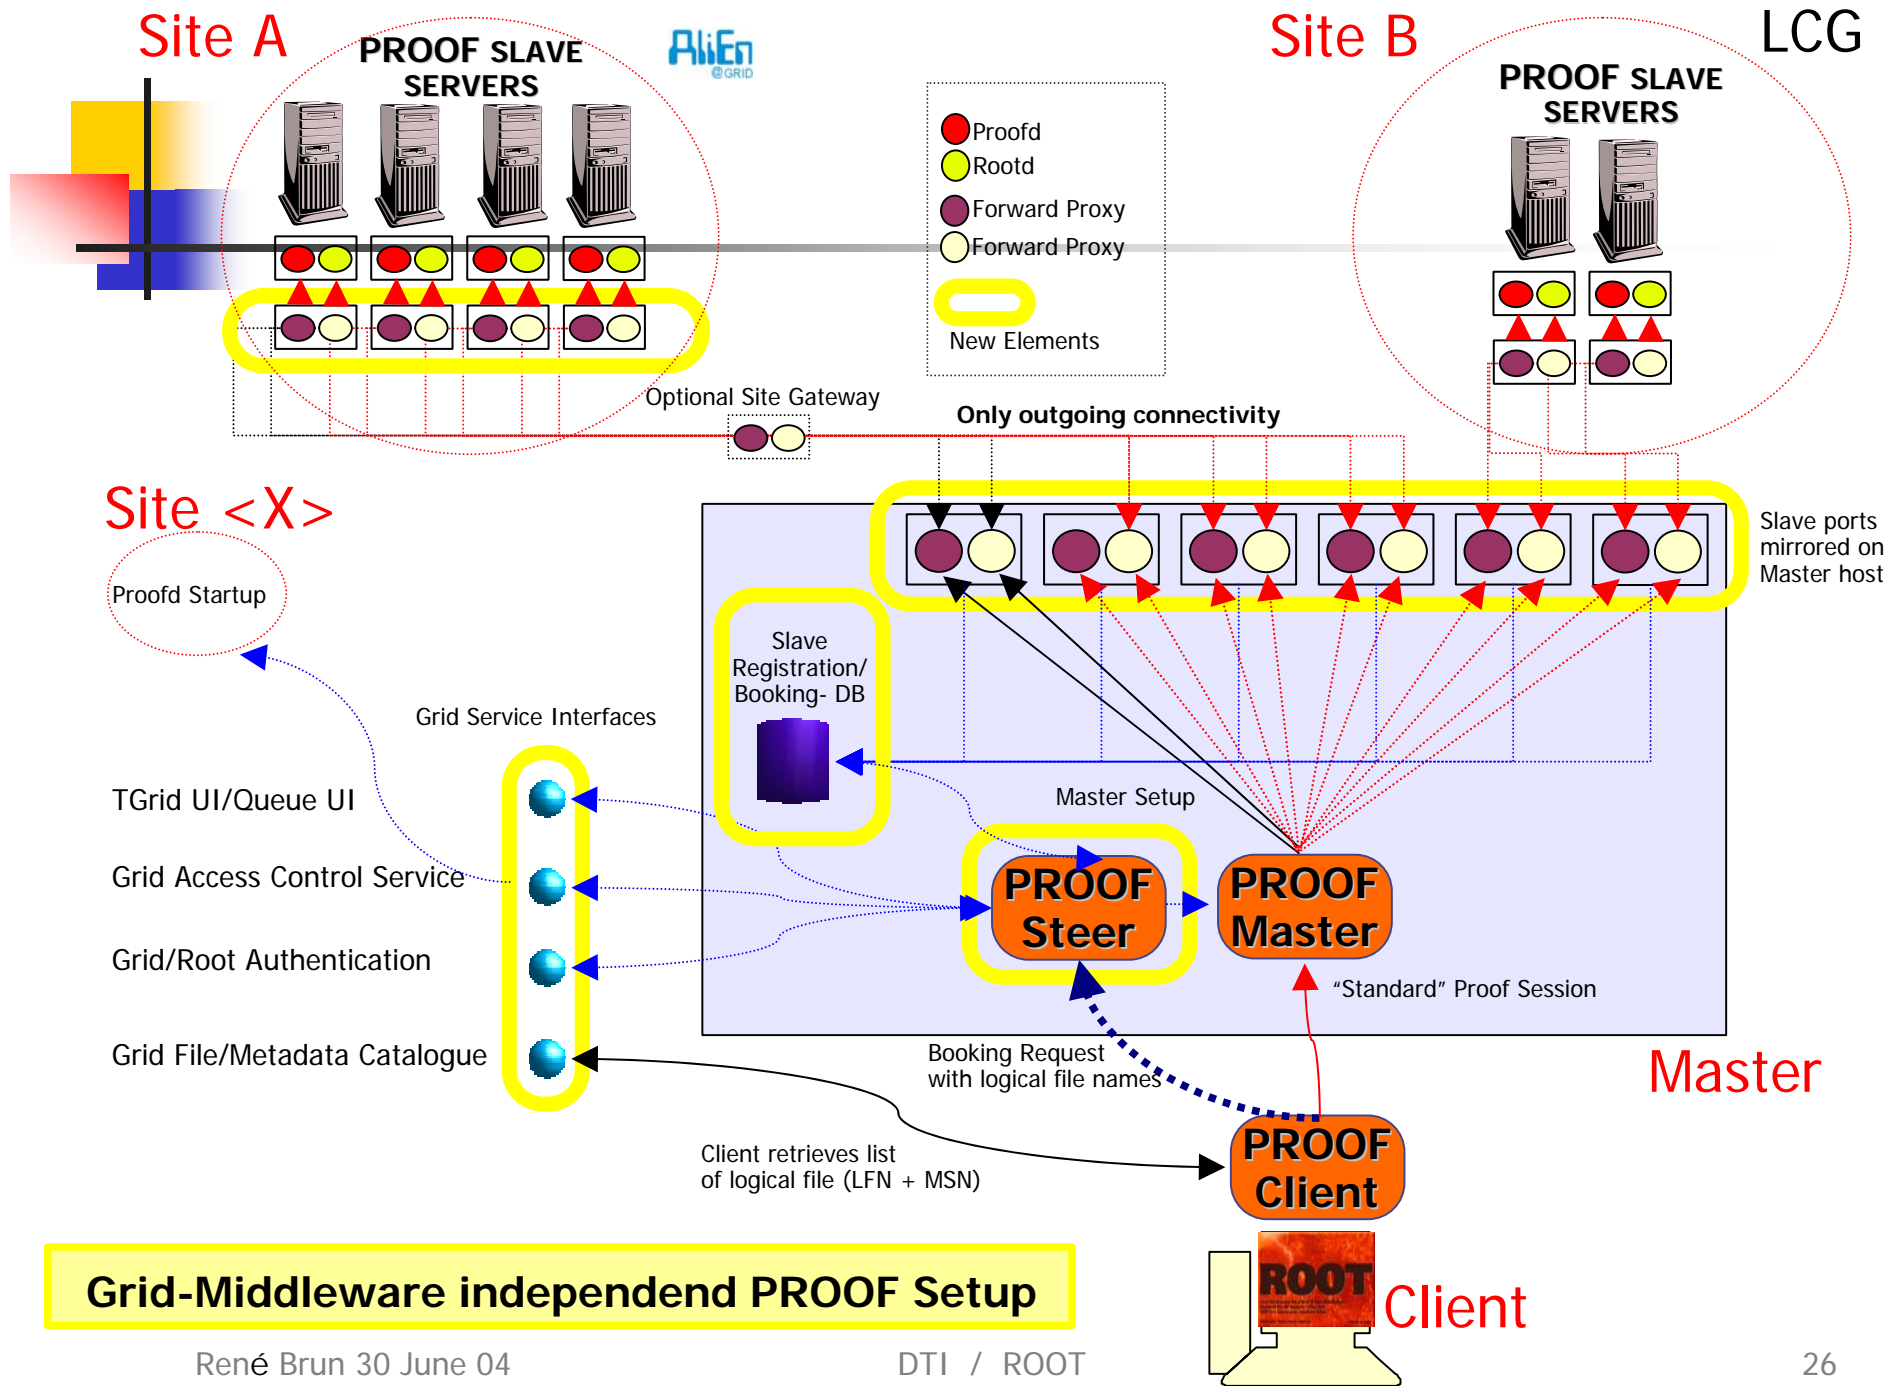 Site A
PROOF SLAVE
SERVERS
AliEn
@GRID
Site B
LCG
PROOF SLAVE
SERVERS
Proofd
Rootd
Forward Proxy
Forward Proxy
New Elements
Optional Site Gateway
Only outgoing connectivity
Site <X>
Proofd Startup
Slave ports
mirrored on
Master host
Slave
Registration/
Booking- DB
Grid Service Interfaces
TGrid UI/Queue UI
Grid Access Control Service
Grid/Root Authentication
Grid File/Metadata Catalogue
Master Setup
PROOF
Steer
PROOF
Master
“Standard” Proof Session
Booking Request
with logical file names
Master
Client retrieves list
of logical file (LFN + MSN)
PROOF
Client
ROOT
Client
Grid-Middleware independend PROOF Setup
René Brun 30 June 04
DTI / ROOT
26